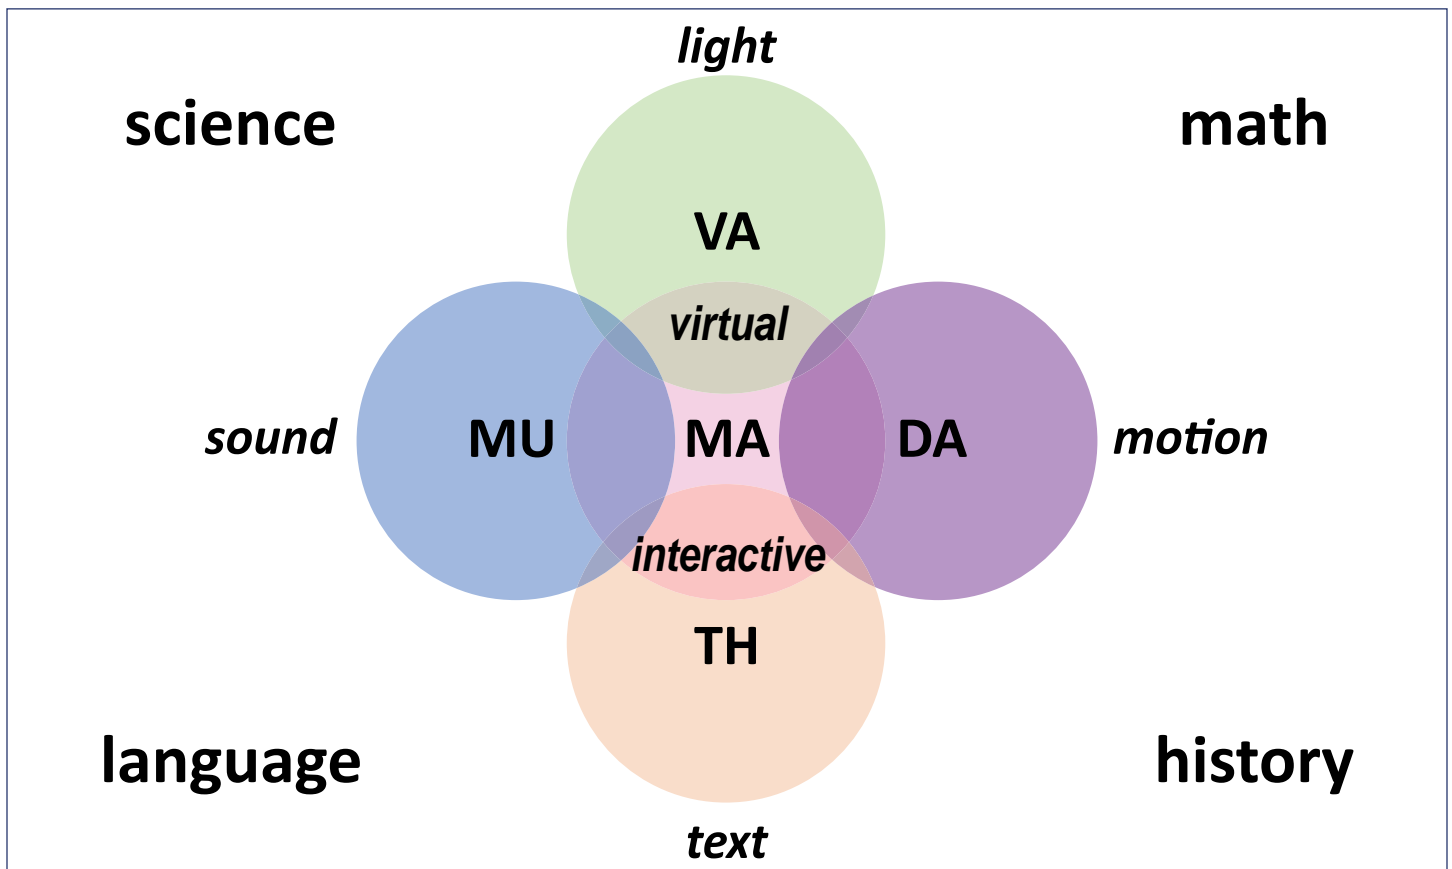 light
science
math
VA
virtual
sound
MU
MA
DA
motion
interactive
TH
language
history
text